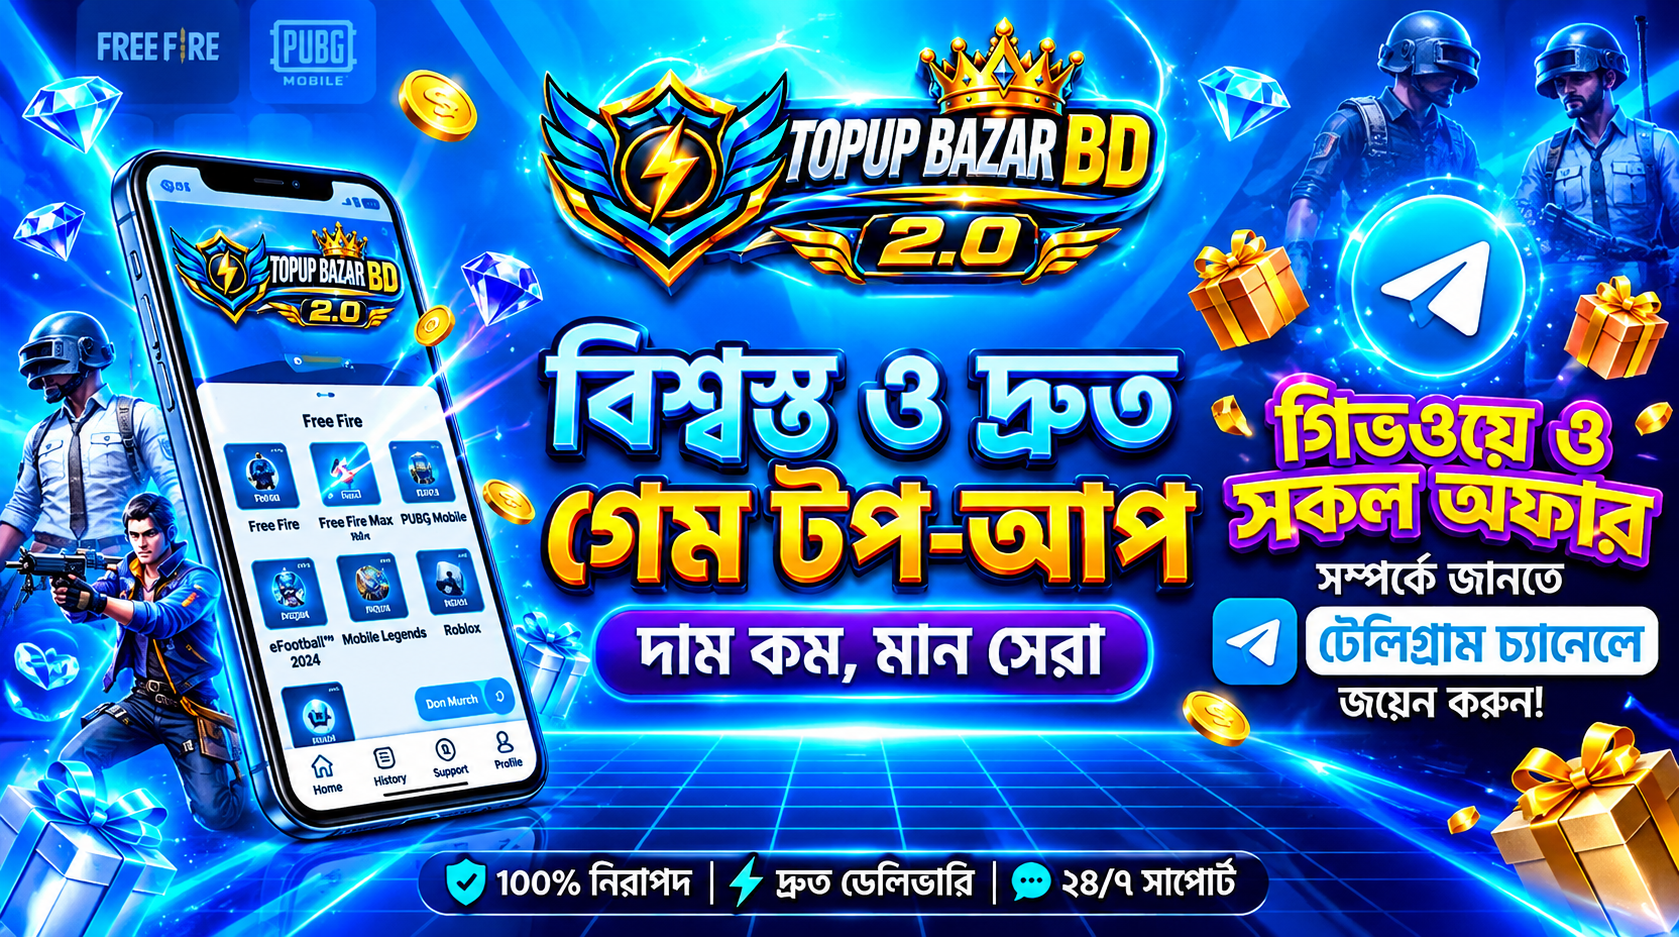 FREE FIRE
PUBG
MOBILE
TOPUP BAZAR BD
2.0
TOPUP BAZAR BD
2.0
Free Fire
Free Fire
Free Fire Max
PUBG Mobile
eFootball™
2024
Mobile Legends
Roblox
Don Murch
Home
History
Support
Profile
বিশ্বস্ত ও দ্রুত
গেম টপ-আপ
দাম কম, মান সেরা
গিভওয়ে ও
সকল অফার
সম্পর্কে জানতে
টেলিগ্রাম চ্যানেলে
জয়েন করুন!
100% নিরাপদ
দ্রুত ডেলিভারি
২৪/৭ সাপোর্ট